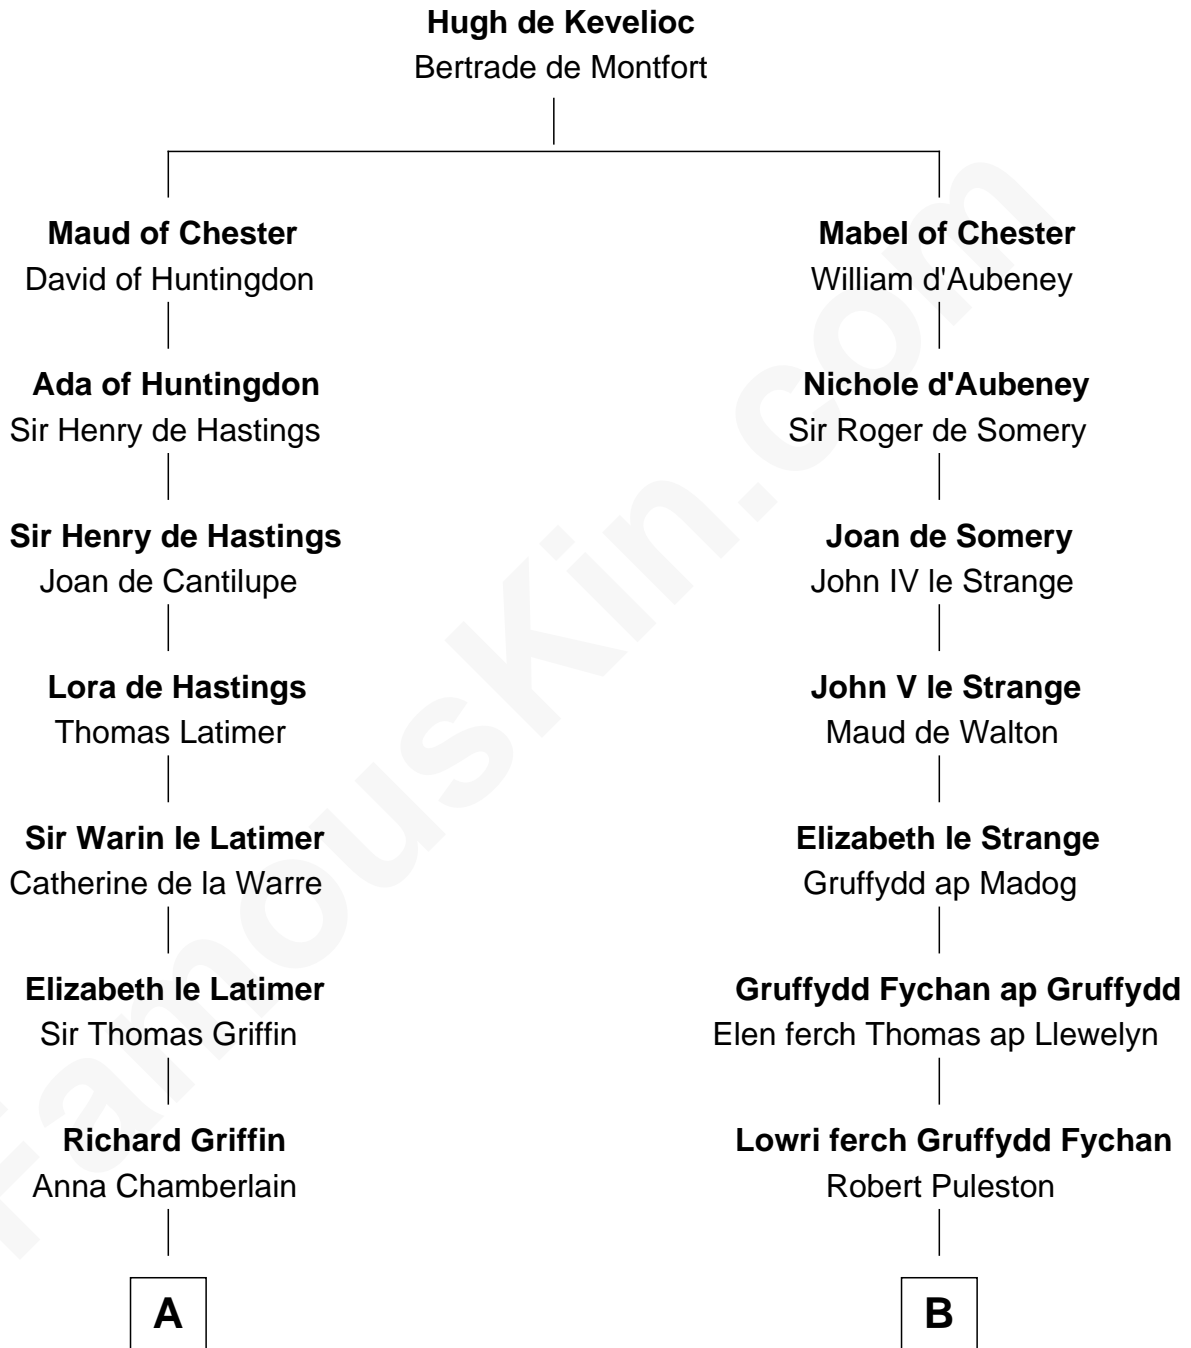 Hugh de Kevelioc
Bertrade de Montfort
Maud of Chester
David of Huntingdon
Mabel of Chester
William d'Aubeney
Ada of Huntingdon
Sir Henry de Hastings
Nichole d'Aubeney
Sir Roger de Somery
Sir Henry de Hastings
Joan de Cantilupe
Joan de Somery
John IV le Strange
Lora de Hastings
Thomas Latimer
John V le Strange
Maud de Walton
Sir Warin le Latimer
Catherine de la Warre
Elizabeth le Strange
Gruffydd ap Madog
Elizabeth le Latimer
Sir Thomas Griffin
Gruffydd Fychan ap Gruffydd
Elen ferch Thomas ap Llewelyn
Richard Griffin
Anna Chamberlain
Lowri ferch Gruffydd Fychan
Robert Puleston
A
B
FamousKin.com